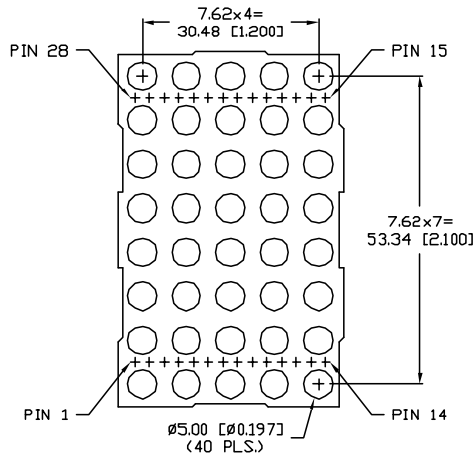 7.62x4=
30.48 [1.200]
PIN 28
PIN 15
7.62x7=
53.34 [2.100]
PIN 1
PIN 14
ø5.00 [ø0.197]
(40 PLS.)